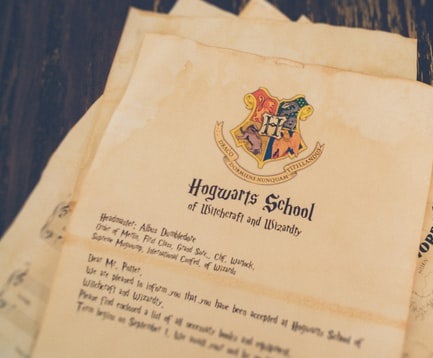 H
DRACO DORMIENS NUNQUAM TITILLANDUS
Hogwarts School
of Witchcraft and Wizardry
Headmaster: Albus Dumbledore
Order of Merlin, First Class, Grand Sorc., Chf. Warlock,
Supreme Mugwump, International Confed. of Wizards
Dear Mr. Potter,
We are pleased to inform you that you have been accepted at Hogwarts School of
Witchcraft and Wizardry.
Please find enclosed a list of all necessary books and equipment.
Term begins on September 1. We await your